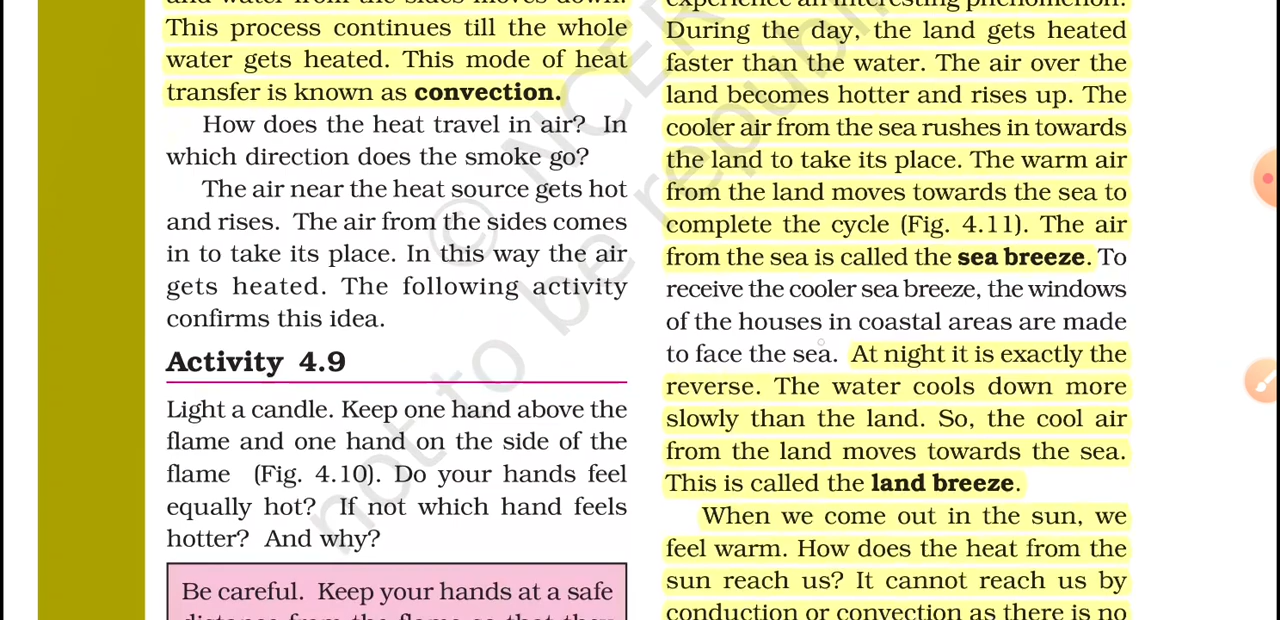 and water from the sides moves down.
This process continues till the whole
water gets heated. This mode of heat
transfer is known as convection.
How does the heat travel in air? In
which direction does the smoke go?
The air near the heat source gets hot
and rises. The air from the sides comes
in to take its place. In this way the air
gets heated. The following activity
confirms this idea.
Activity 4.9
Light a candle. Keep one hand above the
flame and one hand on the side of the
flame (Fig. 4.10). Do your hands feel
equally hot? If not which hand feels
hotter? And why?
Be careful. Keep your hands at a safe
distance from the flame so that they
experience an interesting phenomenon.
During the day, the land gets heated
faster than the water. The air over the
land becomes hotter and rises up. The
cooler air from the sea rushes in towards
the land to take its place. The warm air
from the land moves towards the sea to
complete the cycle (Fig. 4.11). The air
from the sea is called the sea breeze. To
receive the cooler sea breeze, the windows
of the houses in coastal areas are made
to face the sea. At night it is exactly the
reverse. The water cools down more
slowly than the land. So, the cool air
from the land moves towards the sea.
This is called the land breeze.
When we come out in the sun, we
feel warm. How does the heat from the
sun reach us? It cannot reach us by
conduction or convection as there is no
© NCER
not to be republi